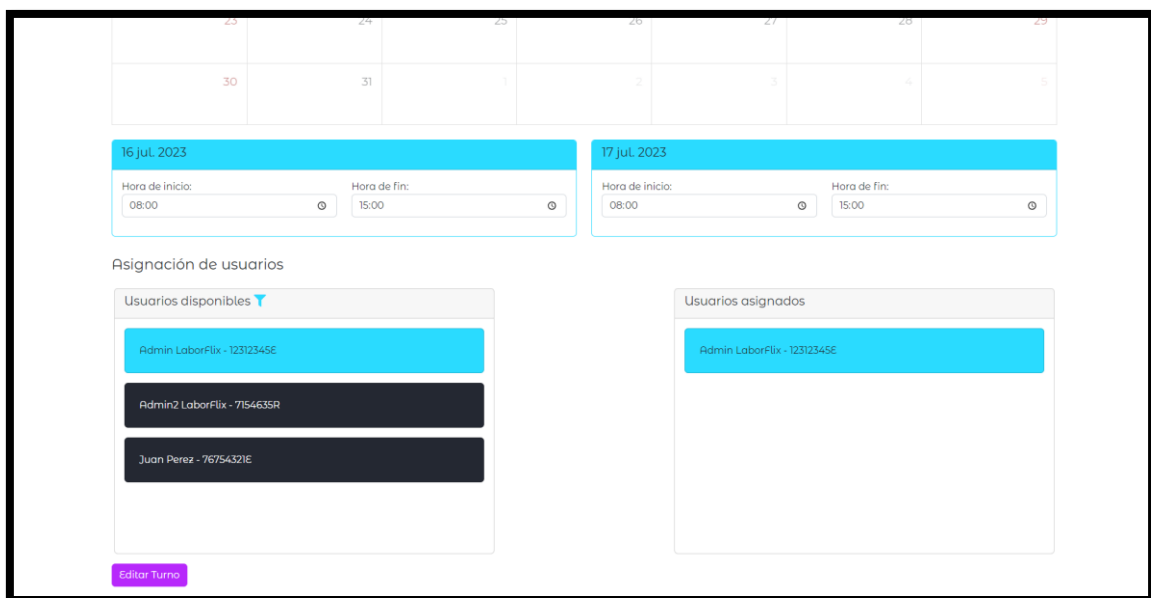 23 24 25 26 27 28 29
30 31 1 2 3 4 5
16 jul. 2023 17 jul. 2023
Hora de inicio: Hora de fin: Hora de inicio: Hora de fin:
08:00 15:00 08:00 15:00
Asignación de usuarios
Usuarios disponibles Usuarios asignados
Admin LaborFlix - 12312345E Admin LaborFlix - 12312345E
Admin2 LaborFlix - 7154635R
Juan Perez - 76754321E
Editar Turno